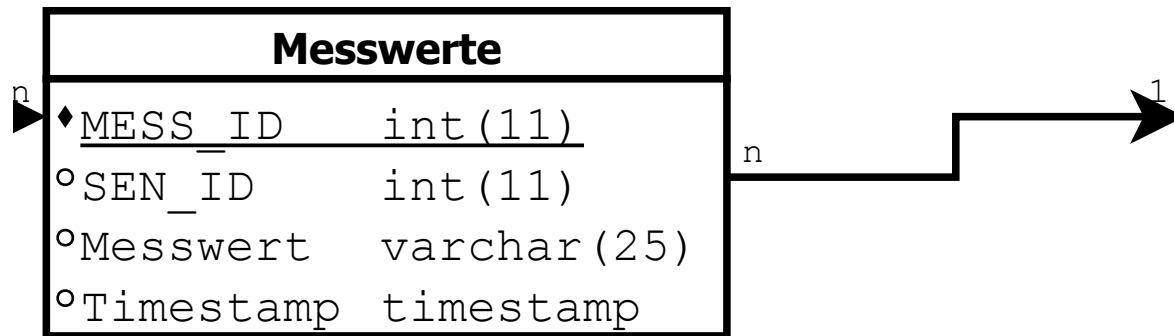 Messwerte
n
1
MESS_ID int(11)
n
SEN_ID int(11)
Messwert varchar(25)
Timestamp timestamp